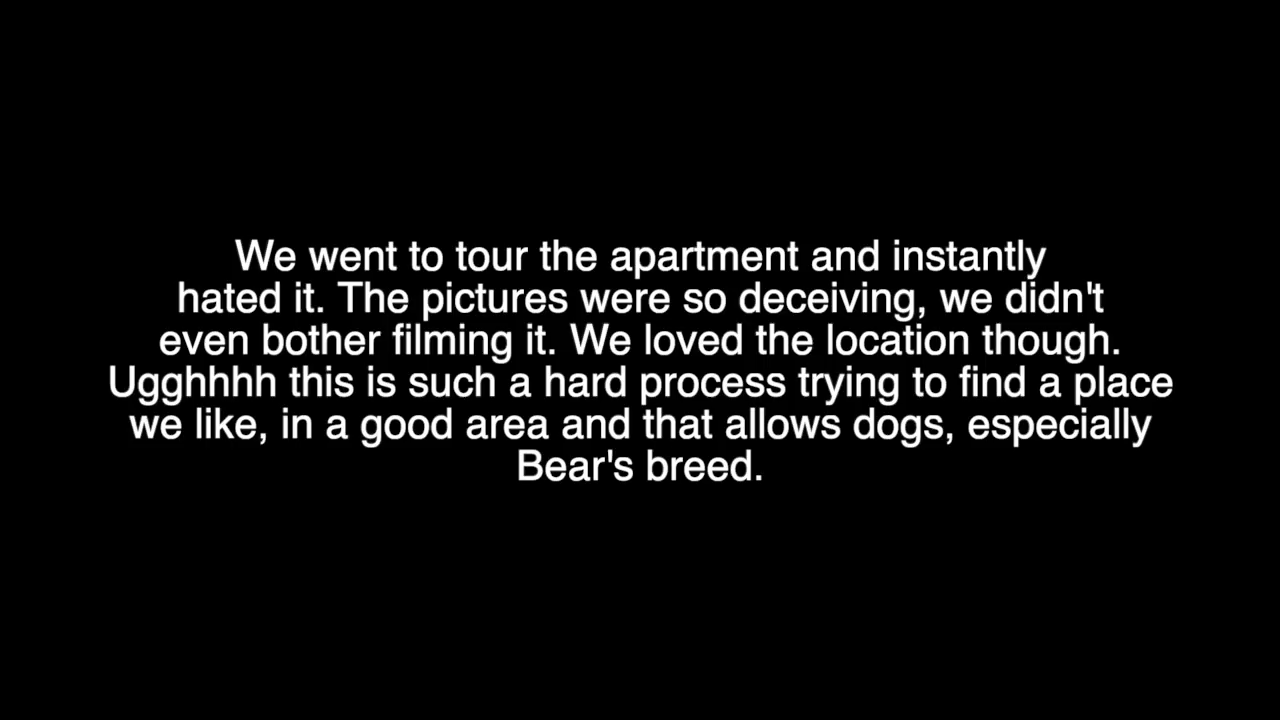 We went to tour the apartment and instantly
hated it. The pictures were so deceiving, we didn't
even bother filming it. We loved the location though.
Ugghhhh this is such a hard process trying to find a place
we like, in a good area and that allows dogs, especially
Bear's breed.